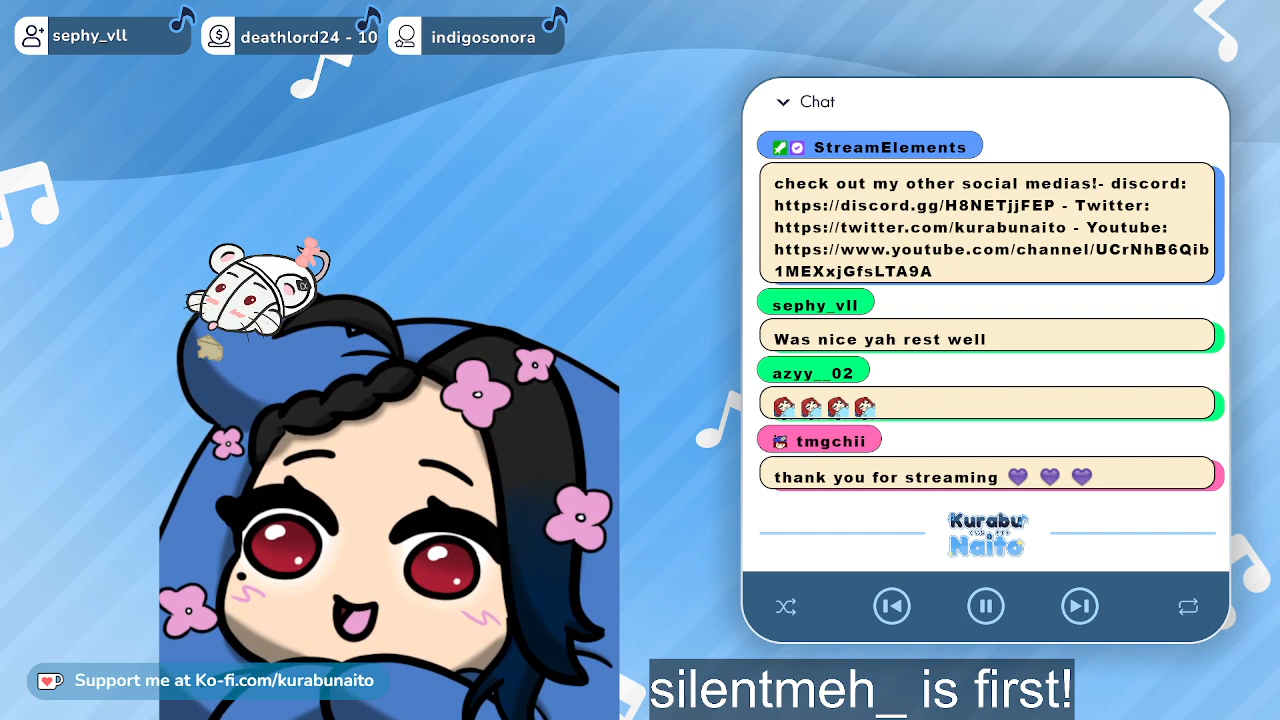 sephy_vll
deathlord24 - 10
indigosonora
Chat
StreamElements
check out my other social medias!- discord:
https://discord.gg/H8NETjjFEP - Twitter:
https://twitter.com/kurabunaito - Youtube:
https://www.youtube.com/channel/UCrNhB6Qib
1MEXxjGfsLTA9A
sephy_vll
Was nice yah rest well
azyy__02
tmgchii
thank you for streaming 💜 💜 💜
Kurabu
Naito
Support me at Ko-fi.com/kurabunaito
silentmeh_ is first!